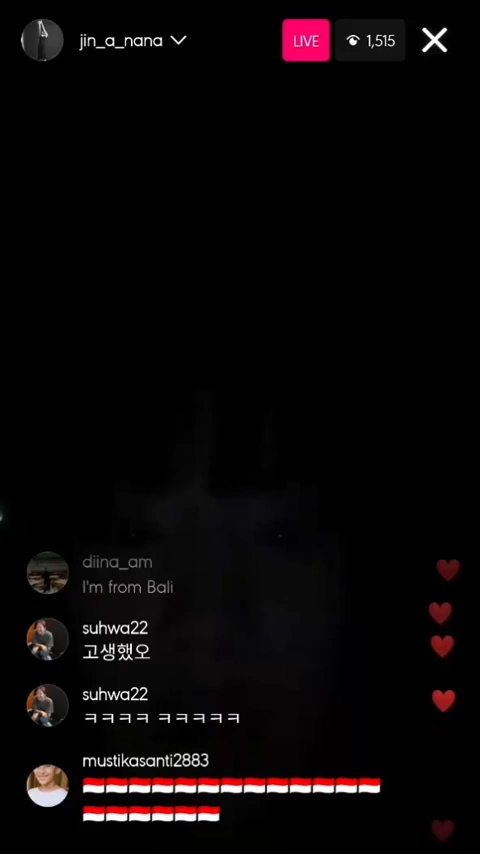 jin_a_nana
LIVE
1,515
diina_am
I'm from Bali
suhwa22
고생했오
suhwa22
ㅋㅋㅋㅋ ㅋㅋㅋㅋㅋ
mustikasanti2883
🇮🇩🇮🇩🇮🇩🇮🇩🇮🇩🇮🇩🇮🇩🇮🇩🇮🇩🇮🇩🇮🇩🇮🇩🇮🇩
🇮🇩🇮🇩🇮🇩🇮🇩🇮🇩🇮🇩